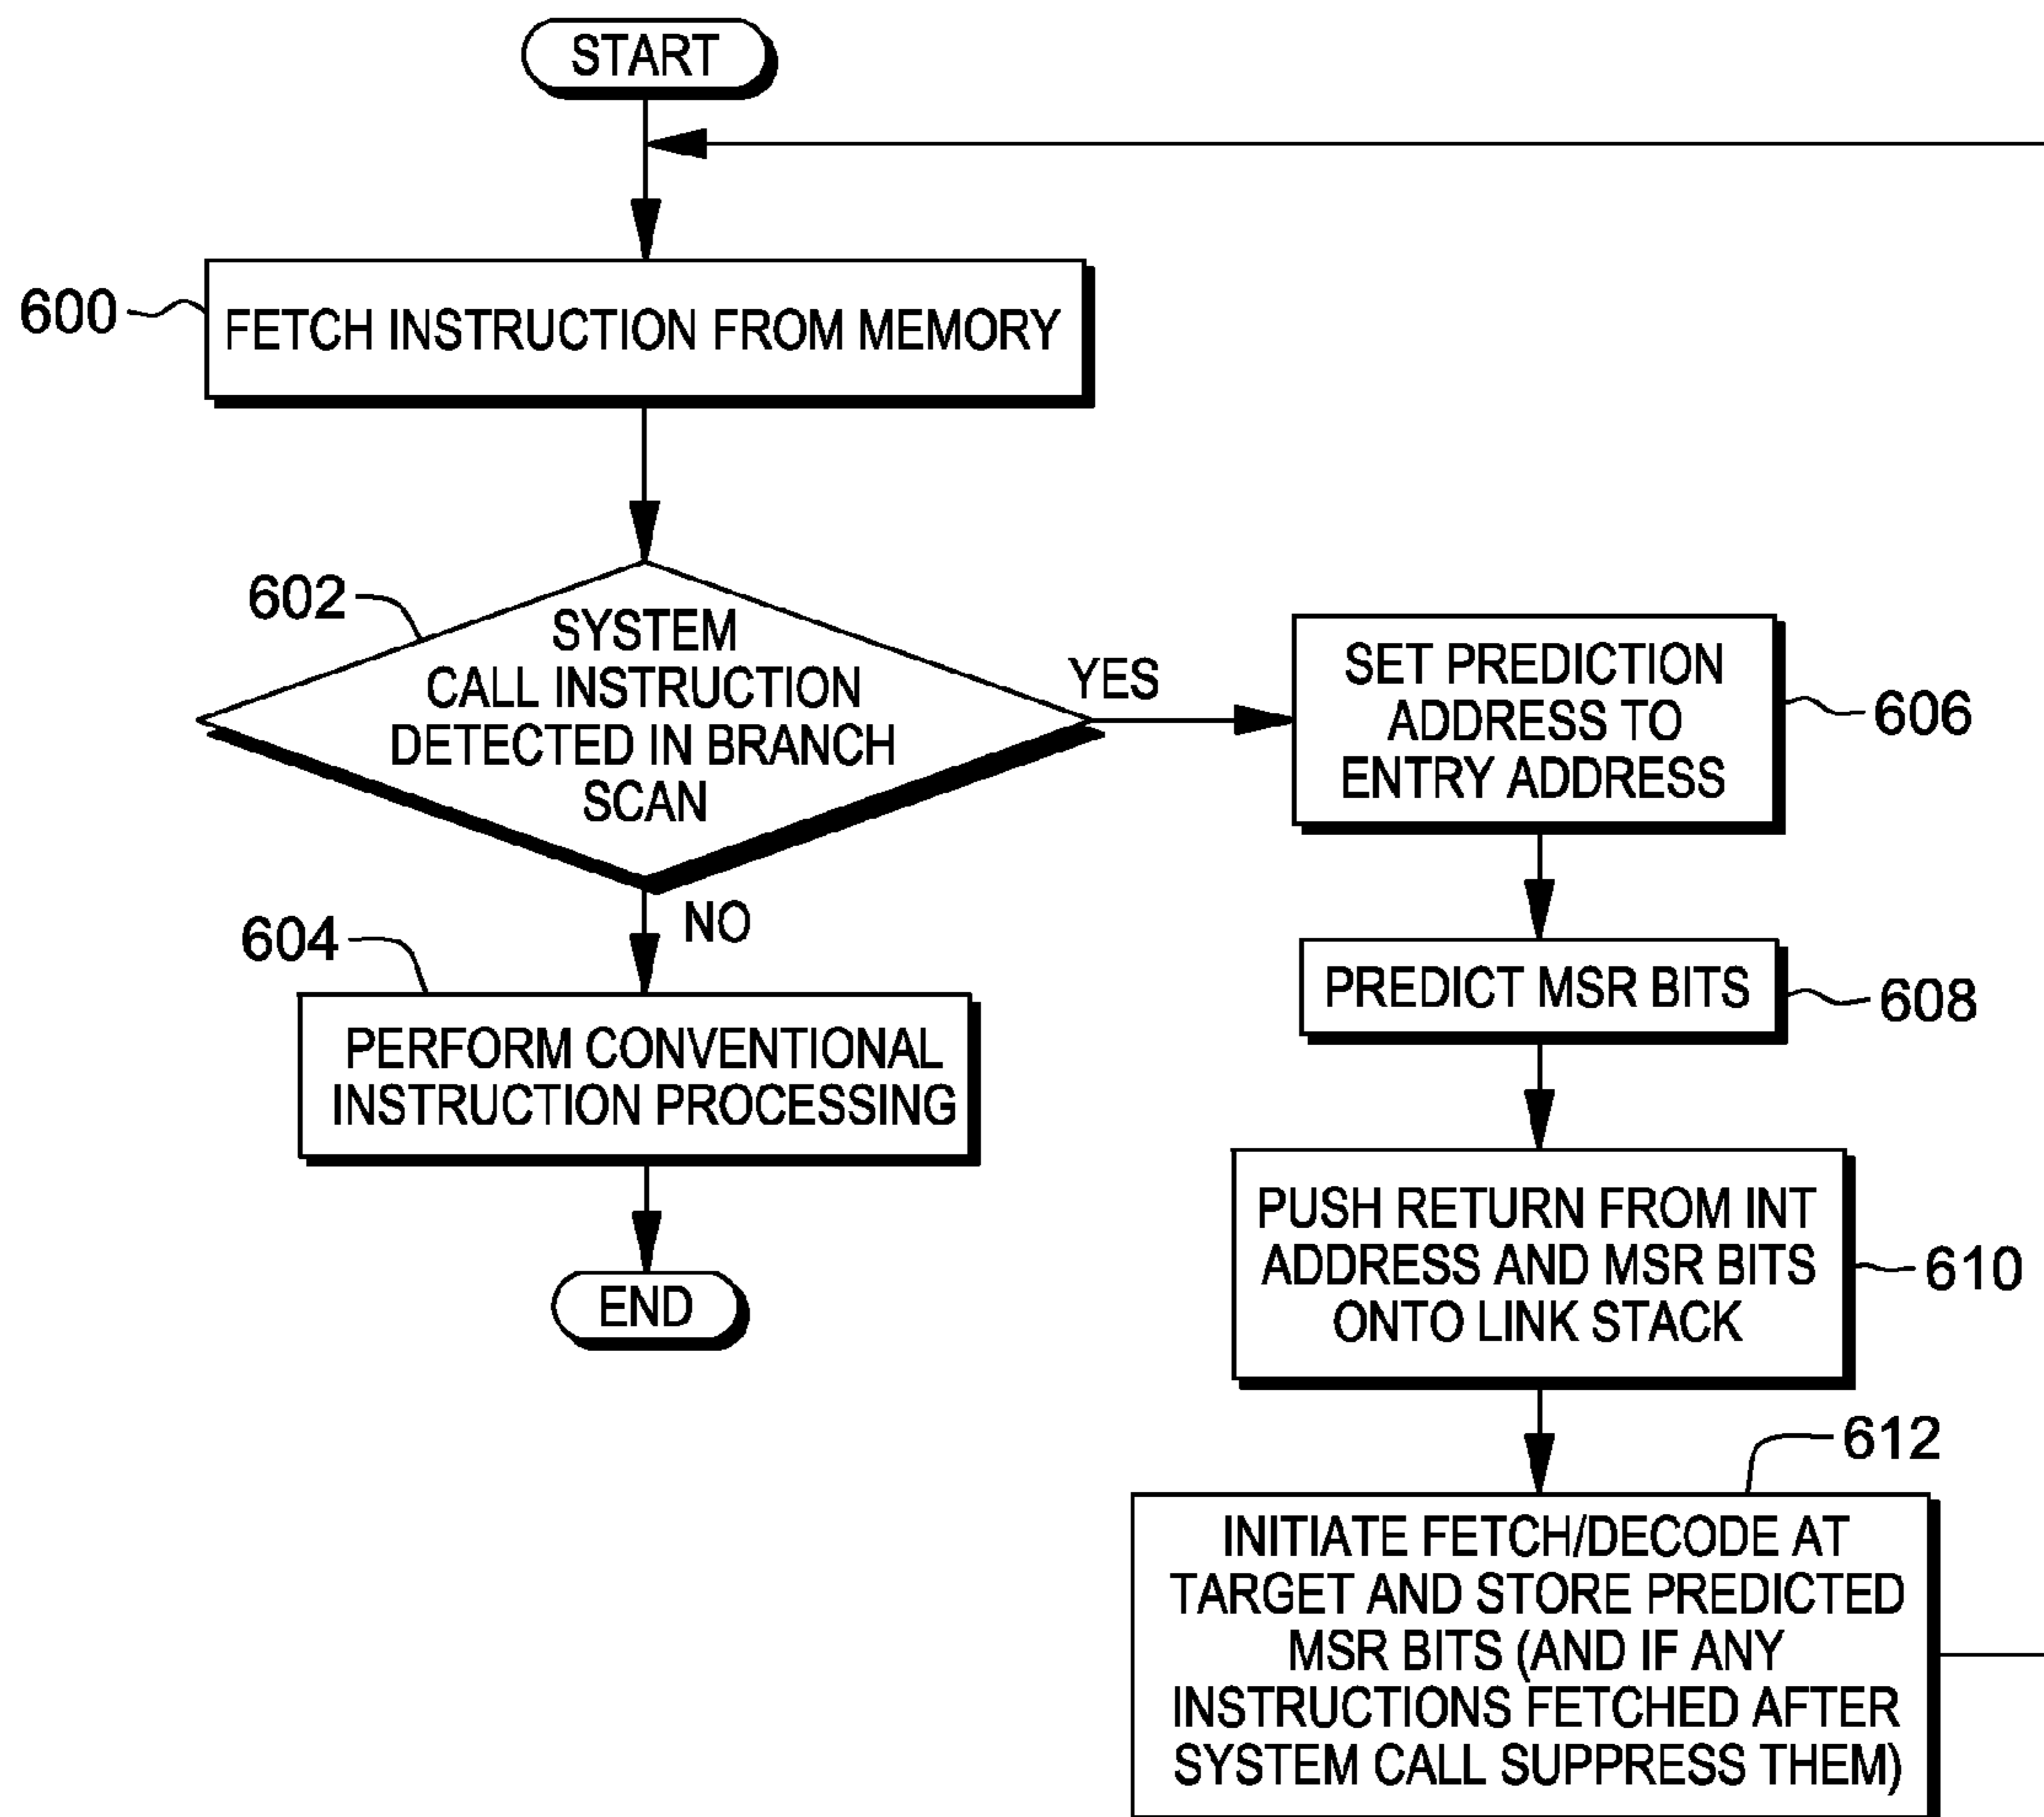 START
600
FETCH INSTRUCTION FROM MEMORY
602
SYSTEM
CALL INSTRUCTION
DETECTED IN BRANCH
SCAN
YES
NO
604
PERFORM CONVENTIONAL
INSTRUCTION PROCESSING
END
SET PREDICTION
ADDRESS TO
ENTRY ADDRESS
606
PREDICT MSR BITS
608
PUSH RETURN FROM INT
ADDRESS AND MSR BITS
ONTO LINK STACK
610
612
INITIATE FETCH/DECODE AT
TARGET AND STORE PREDICTED
MSR BITS (AND IF ANY
INSTRUCTIONS FETCHED AFTER
SYSTEM CALL SUPPRESS THEM)